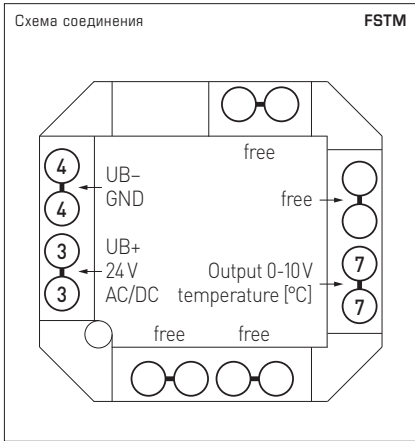 Схема соединения FSTM
free
4
4
UB–
GND
free
3
3
UB+
24 V
AC/DC
Output 0-10 V
temperature [°C]
7
7
free free